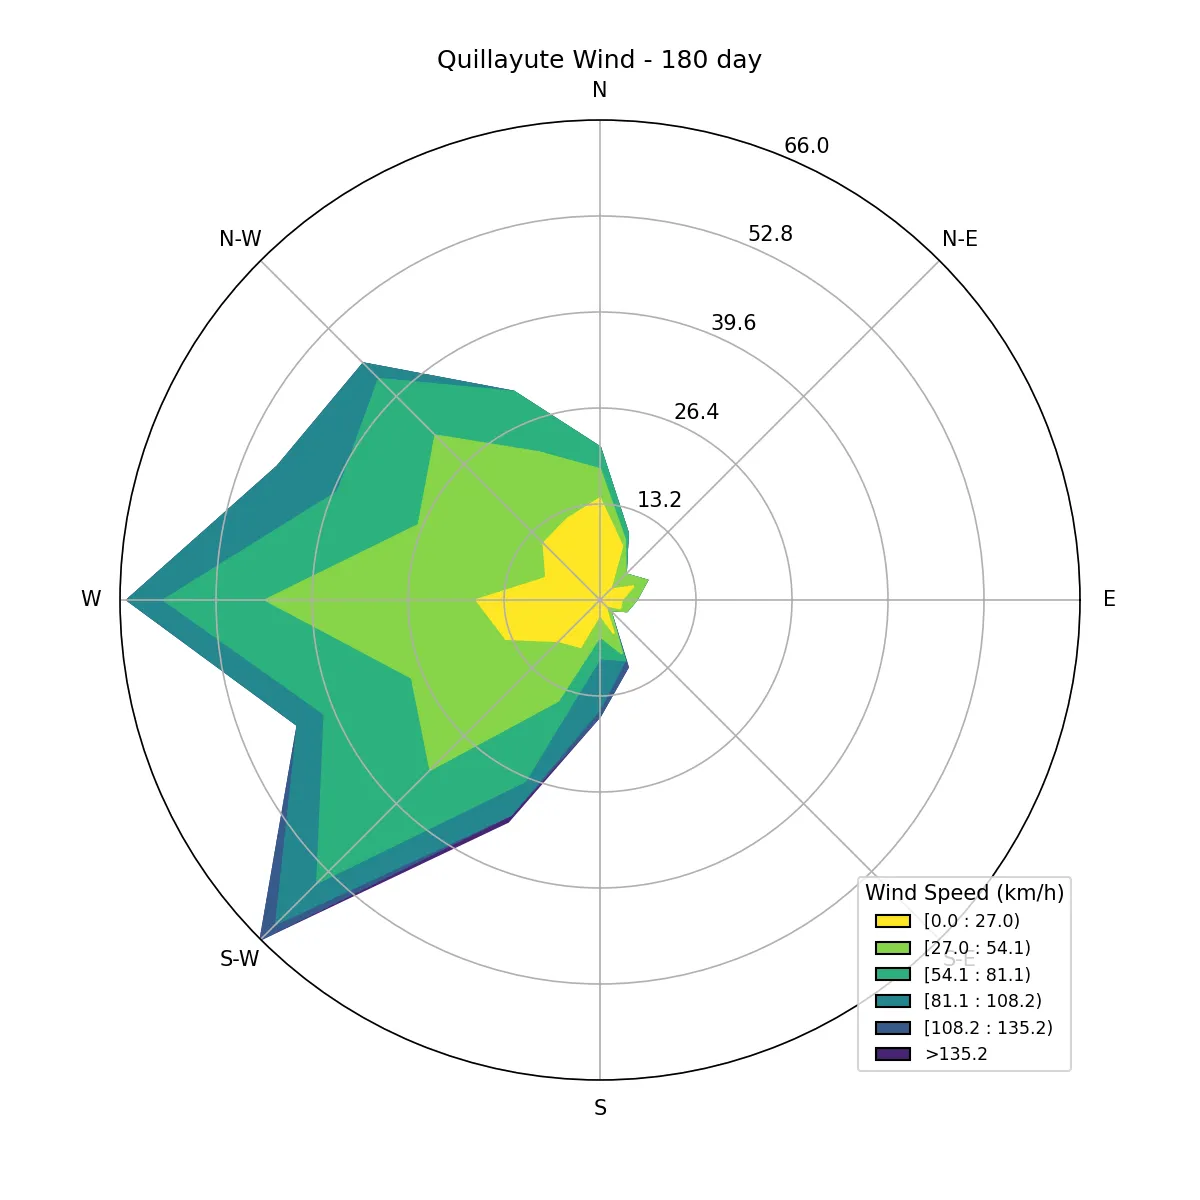 Quillayute Wind - 180 day
N
66.0
52.8
N-W
N-E
39.6
26.4
13.2
W
E
Wind Speed (km/h)
[0.0 : 27.0)
[27.0 : 54.1)
S-W
S-E
[54.1 : 81.1)
[81.1 : 108.2)
[108.2 : 135.2)
>135.2
S